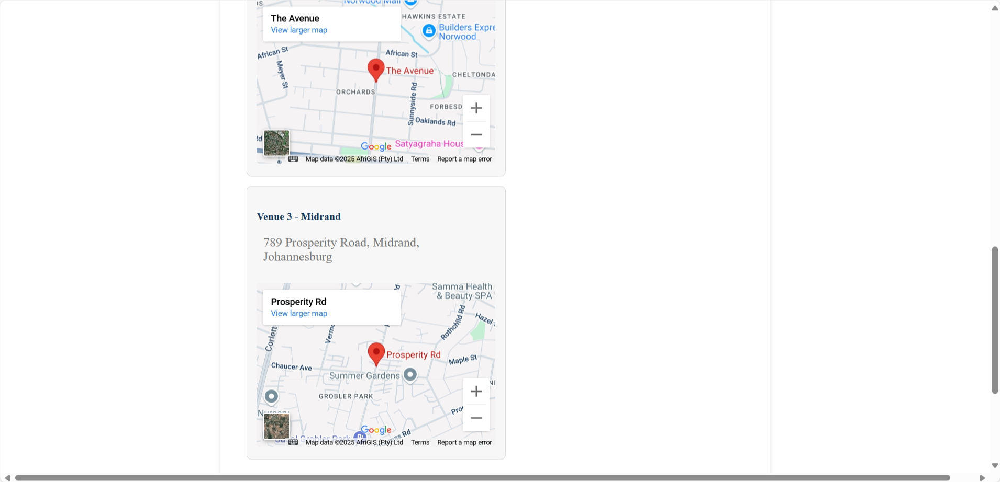 Norwood Mall
The Avenue
View larger map
HAWKINS ESTATE
Builders Expre
Norwood
African St
African St
Meyer St
The Avenue
CHELTONDA
ORCHARDS
Sunnyside Rd
FORBESD
Oaklands Rd
Rd
Satyagraha Hous
Google
Map data ©2025 AfriGIS (Pty) Ltd Terms Report a map error
Venue 3 - Midrand
789 Prosperity Road, Midrand,
Johannesburg
Samma Health
& Beauty SPA
Prosperity Rd
View larger map
Hazel
Rothchild Rd
Corlett
Vermo
Prosperity Rd
Maple St
Chaucer Ave
Summer Gardens
GROBLER PARK
Google
Map data ©2025 AfriGIS (Pty) Ltd Terms Report a map error